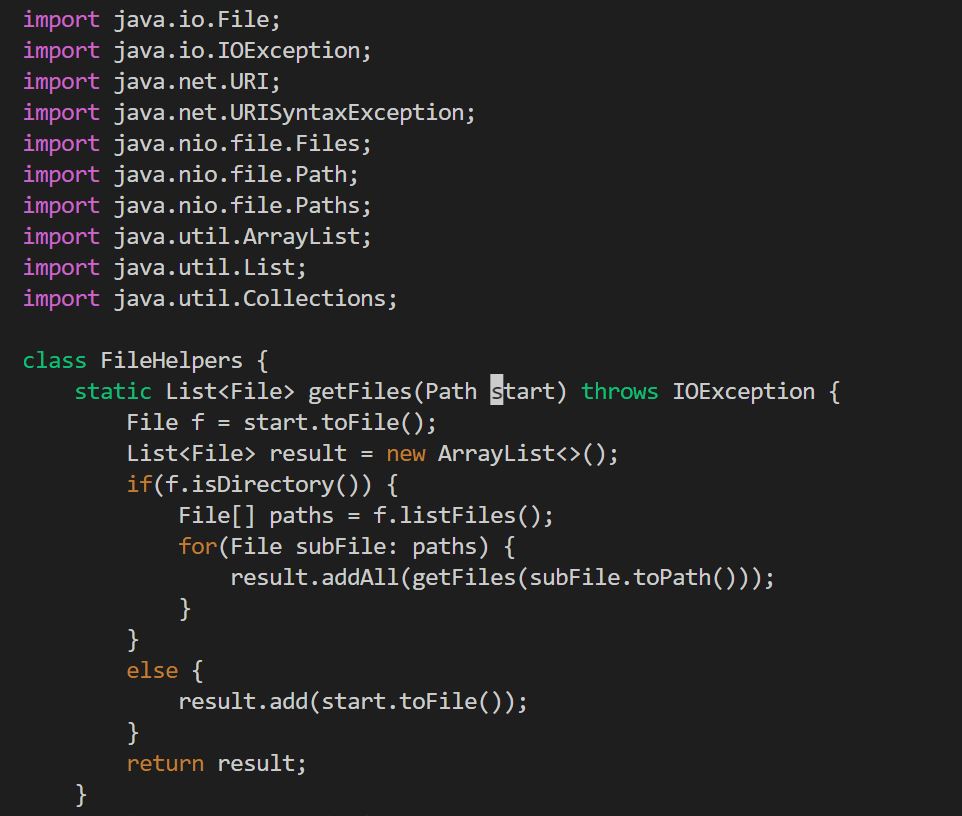 import java.io.File;
import java.io.IOException;
import java.net.URI;
import java.net.URISyntaxException;
import java.nio.file.Files;
import java.nio.file.Path;
import java.nio.file.Paths;
import java.util.ArrayList;
import java.util.List;
import java.util.Collections;

class FileHelpers {
    static List<File> getFiles(Path start) throws IOException {
        File f = start.toFile();
        List<File> result = new ArrayList<>();
        if(f.isDirectory()) {
            File[] paths = f.listFiles();
            for(File subFile: paths) {
                result.addAll(getFiles(subFile.toPath()));
            }
        }
        else {
            result.add(start.toFile());
        }
        return result;
    }